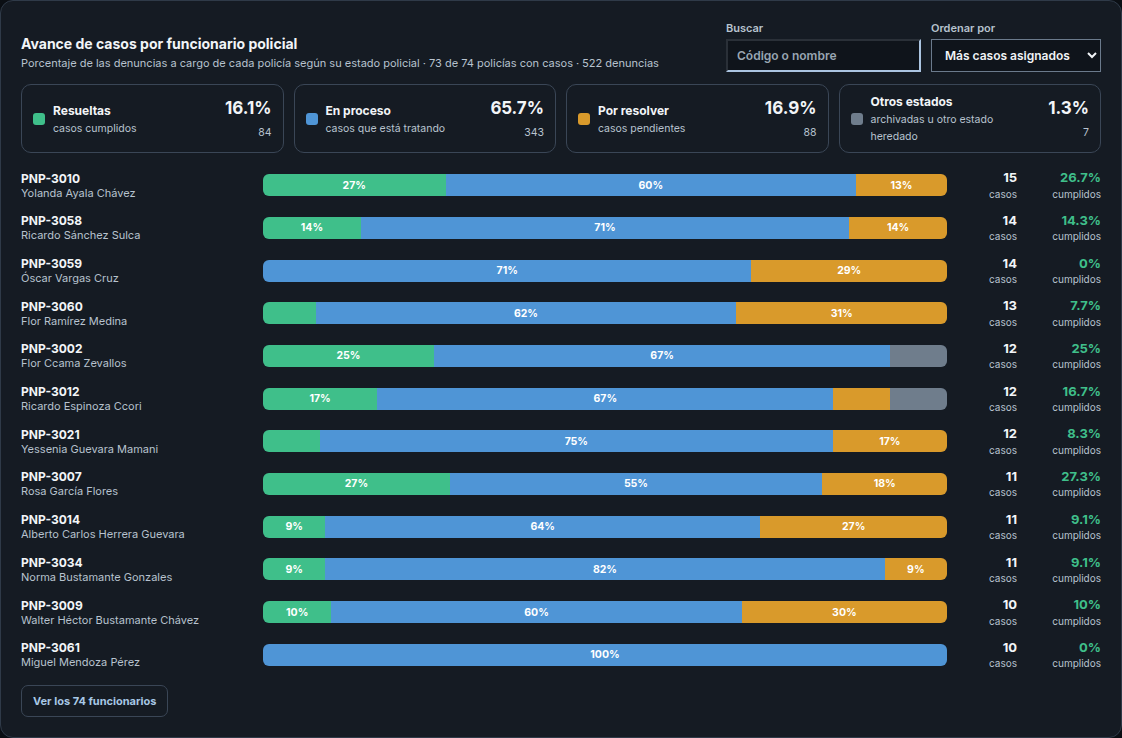 Buscar
Ordenar por
Avance de casos por funcionario policial
Porcentaje de las denuncias a cargo de cada policía según su estado policial · 73 de 74 policías con casos · 522 denuncias
Código o nombre
Más casos asignados
Resueltas
casos cumplidos
16.1%
84
En proceso
casos que está tratando
65.7%
343
Por resolver
casos pendientes
16.9%
88
Otros estados
archivadas u otro estado
heredado
1.3%
7
PNP-3010
Yolanda Ayala Chávez
27%
60%
13%
15
casos
26.7%
cumplidos
PNP-3058
Ricardo Sánchez Sulca
14%
71%
14%
14
casos
14.3%
cumplidos
PNP-3059
Óscar Vargas Cruz
71%
29%
14
casos
0%
cumplidos
PNP-3060
Flor Ramírez Medina
62%
31%
13
casos
7.7%
cumplidos
PNP-3002
Flor Ccama Zevallos
25%
67%
12
casos
25%
cumplidos
PNP-3012
Ricardo Espinoza Ccori
17%
67%
12
casos
16.7%
cumplidos
PNP-3021
Yessenia Guevara Mamani
75%
17%
12
casos
8.3%
cumplidos
PNP-3007
Rosa García Flores
27%
55%
18%
11
casos
27.3%
cumplidos
PNP-3014
Alberto Carlos Herrera Guevara
9%
64%
27%
11
casos
9.1%
cumplidos
PNP-3034
Norma Bustamante Gonzales
9%
82%
9%
11
casos
9.1%
cumplidos
PNP-3009
Walter Héctor Bustamante Chávez
10%
60%
30%
10
casos
10%
cumplidos
PNP-3061
Miguel Mendoza Pérez
100%
10
casos
0%
cumplidos
Ver los 74 funcionarios